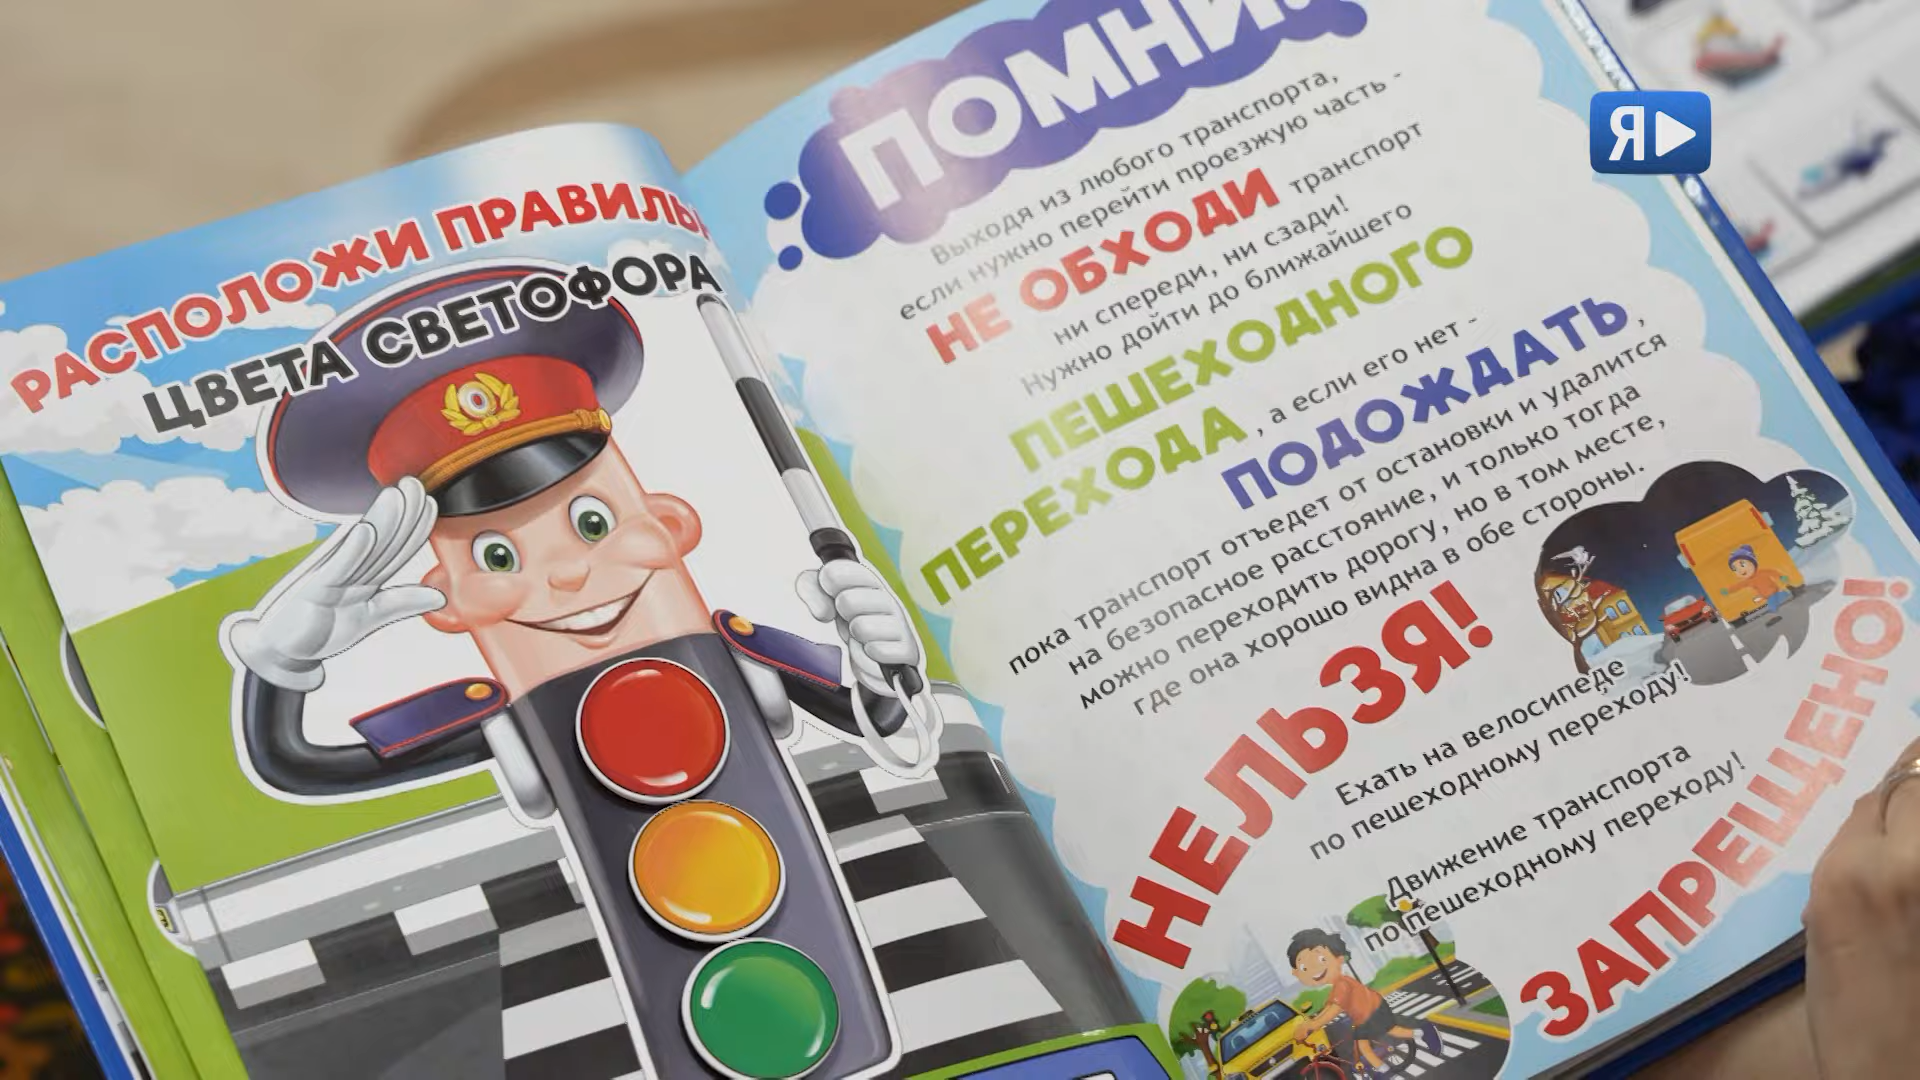 РАСПОЛОЖИ ПРАВИЛЬ
ЦВЕТА СВЕТОФОРА
ПОМНИ!
Выходя из любого транспорта,
если нужно перейти проезжую часть -
НЕ ОБХОДИ транспорт
ни спереди, ни сзади!
Нужно дойти до ближайшего
ПЕШЕХОДНОГО
ПЕРЕХОДА, а если его нет -
ПОДОЖДАТЬ,
пока транспорт отъедет от остановки и удалится
на безопасное расстояние, и только тогда
можно переходить дорогу, но в том месте,
где она хорошо видна в обе стороны.
НЕЛЬЗЯ!
Ехать на велосипеде
по пешеходному переходу!
Движение транспорта
по пешеходному переходу!
ЗАПРЕЩЕНО!
Я